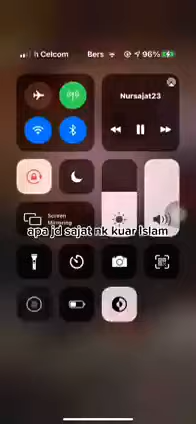 h Celcom Bers 96%
Nursajat23
Screen
Mirroring
apa jd sajat nk kuar Islam